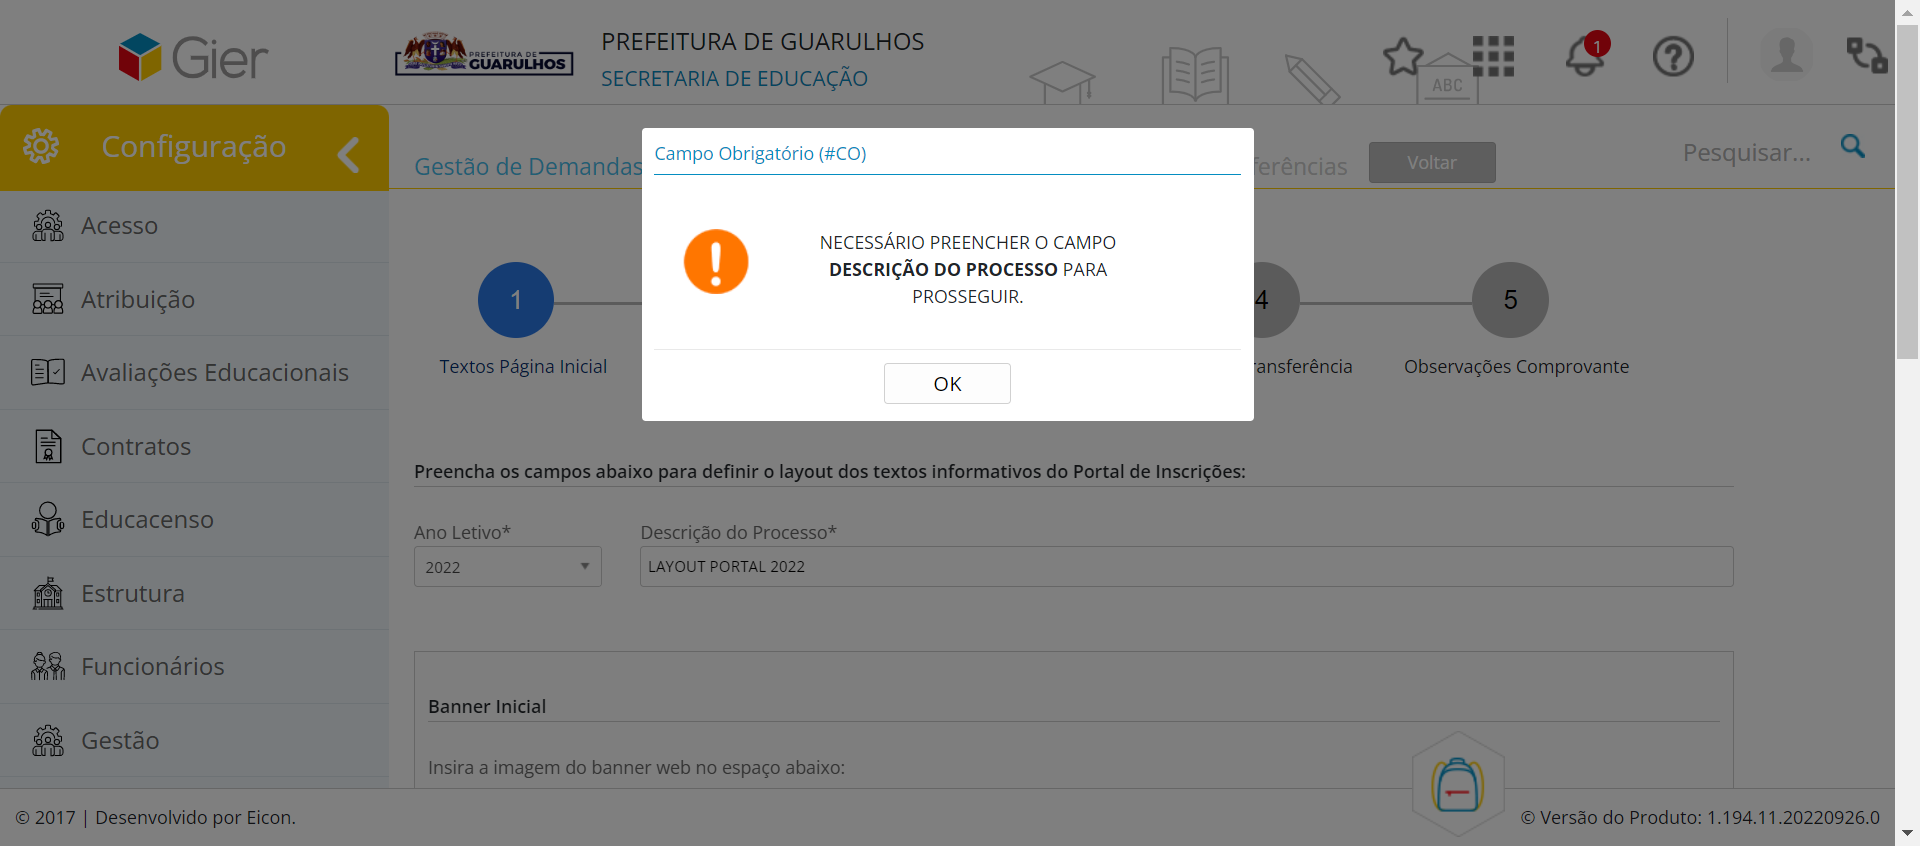 Gier
PREFEITURA DE
GUARULHOS
PREFEITURA DE GUARULHOS
SECRETARIA DE EDUCAÇÃO
ABC
1
Configuração
Gestão de Demandas
erências
Voltar
Pesquisar...
Campo Obrigatório (#CO)
NECESSÁRIO PREENCHER O CAMPO
DESCRIÇÃO DO PROCESSO PARA
PROSSEGUIR.
OK
Acesso
Atribuição
Avaliações Educacionais
Contratos
Educacenso
Estrutura
Funcionários
Gestão
1
4
5
Textos Página Inicial
ransferência
Observações Comprovante
Preencha os campos abaixo para definir o layout dos textos informativos do Portal de Inscrições:
Ano Letivo*
Descrição do Processo*
2022
LAYOUT PORTAL 2022
Banner Inicial
Insira a imagem do banner web no espaço abaixo:
© 2017 | Desenvolvido por Eicon.
© Versão do Produto: 1.194.11.20220926.0